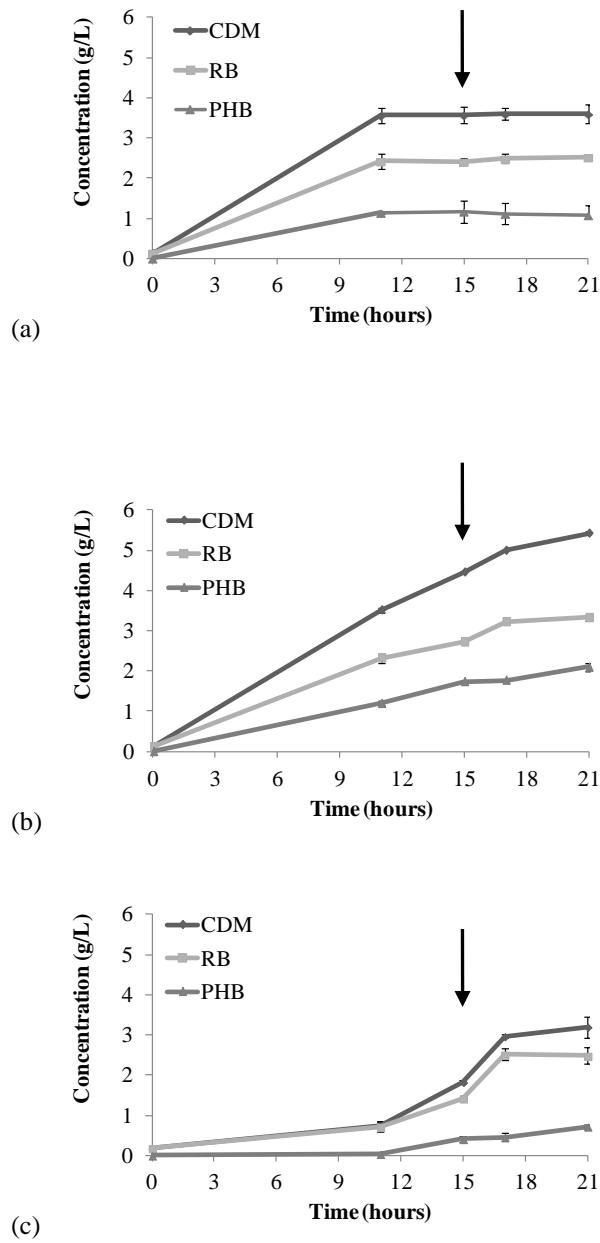 Concentration (g/L)
6
5
4
3
2
1
0
CDM
RB
PHB
0 3 6 9 12 15 18 21
Time (hours)
(a)
Concentration (g/L)
6
5
4
3
2
1
0
CDM
RB
PHB
0 3 6 9 12 15 18 21
Time (hours)
(b)
Concentration (g/L)
6
5
4
3
2
1
0
CDM
RB
PHB
0 3 6 9 12 15 18 21
Time (hours)
(c)